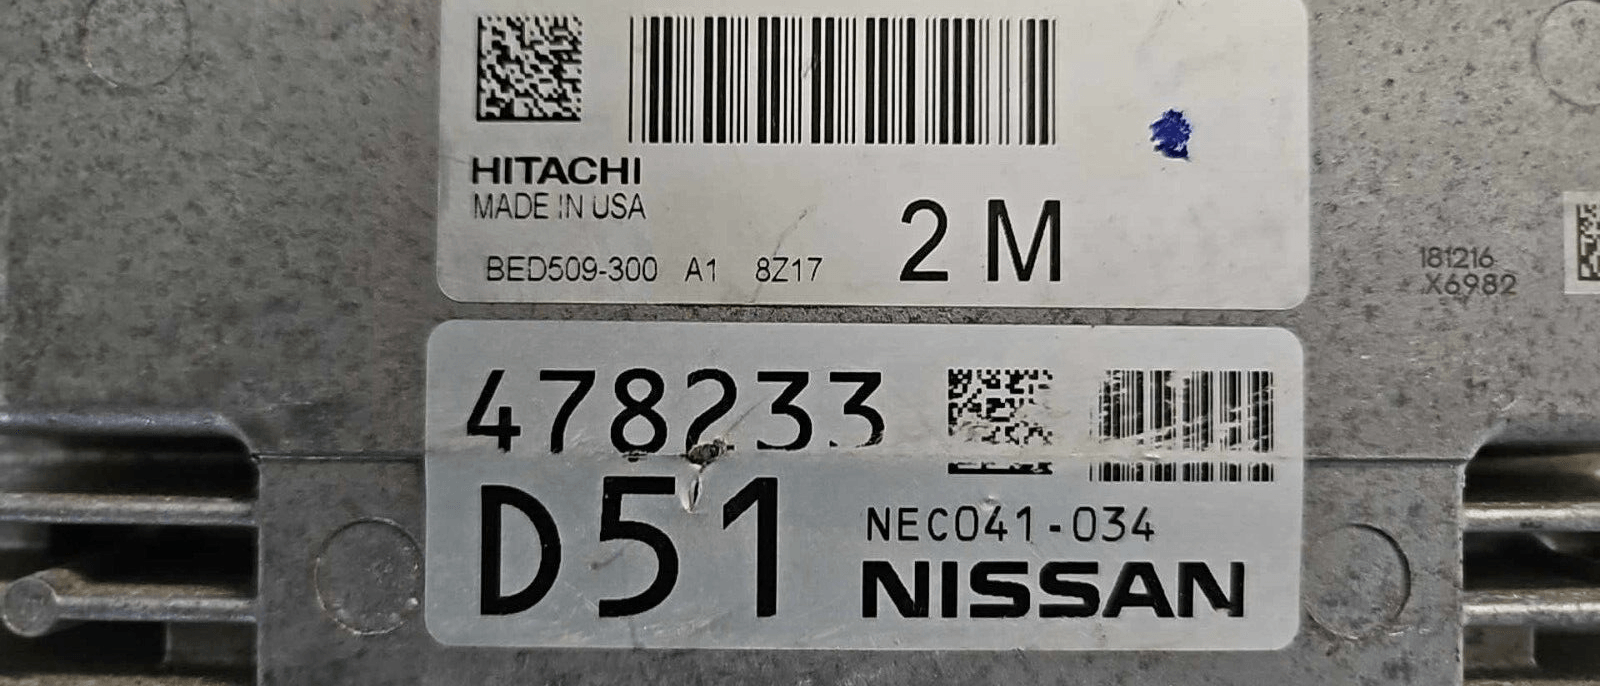 HITACHI
MADE IN USA
BED509-300 A1 8Z17 2 M
181216
X6982
478233
D51
NEC041-034
NISSAN